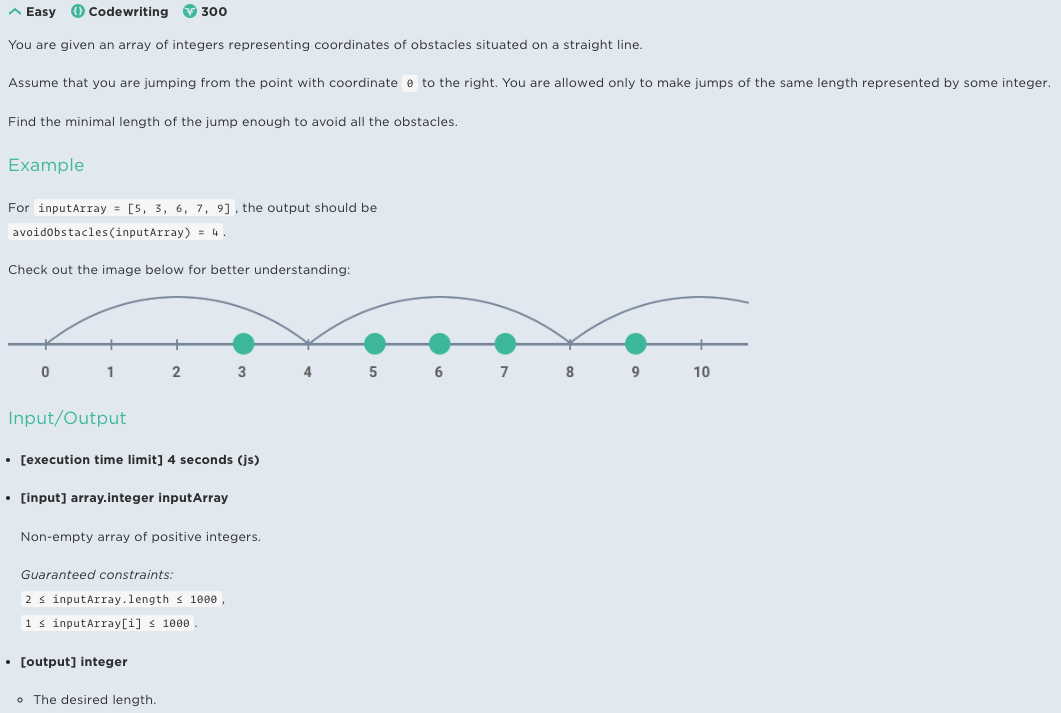 Easy Codewriting 300
You are given an array of integers representing coordinates of obstacles situated on a straight line.
Assume that you are jumping from the point with coordinate 0 to the right. You are allowed only to make jumps of the same length represented by some integer.
Find the minimal length of the jump enough to avoid all the obstacles.
Example
For inputArray = [5, 3, 6, 7, 9], the output should be
avoidObstacles(inputArray) = 4.
Check out the image below for better understanding:
0 1 2 3 4 5 6 7 8 9 10
Input/Output
• [execution time limit] 4 seconds (js)
• [input] array.integer inputArray
Non-empty array of positive integers.
Guaranteed constraints:
2 ≤ inputArray.length ≤ 1000,
1 ≤ inputArray[i] ≤ 1000.
• [output] integer
◦ The desired length.